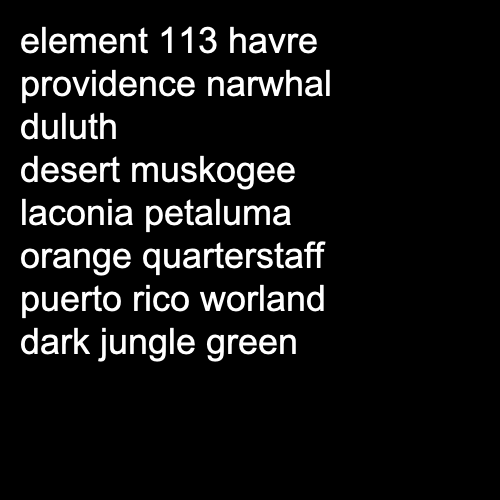 element 113 havre
providence narwhal
duluth
desert muskogee
laconia petaluma
orange quarterstaff
puerto rico worland
dark jungle green